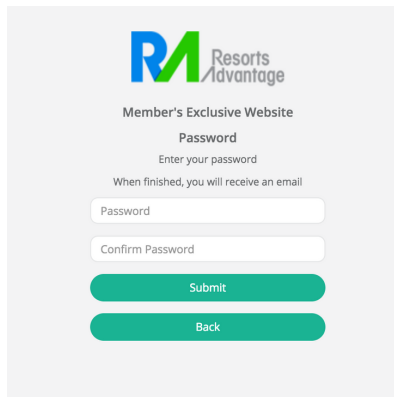 RA Resorts
Advantage
Member's Exclusive Website
Password
Enter your password
When finished, you will receive an email
Password
Confirm Password
Submit
Back